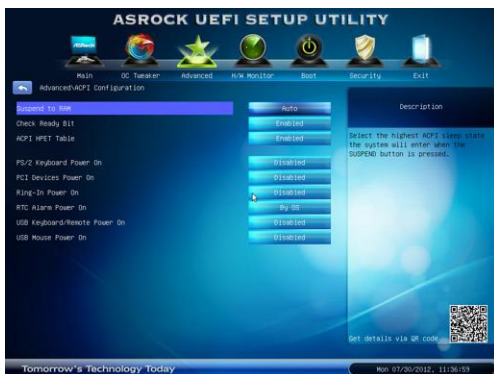 ASROCK UEFI SETUP UTILITY
ASRock
Main OC Tweaker Advanced H/W Monitor Boot Security Exit
Advanced\ACPI Configuration
Suspend to RAM Auto
Check Ready Bit Enabled
ACPI HPET Table Enabled
PS/2 Keyboard Power On Disabled
PCI Devices Power On Disabled
Ring-In Power On Disabled
RTC Alarm Power On By OS
USB Keyboard/Remote Power On Disabled
USB Mouse Power On Disabled
Description
Select the highest ACPI sleep state
the system will enter when the
SUSPEND button is pressed.
Get details via QR code
Tomorrow's Technology Today
Mon 07/30/2012, 11:36:59